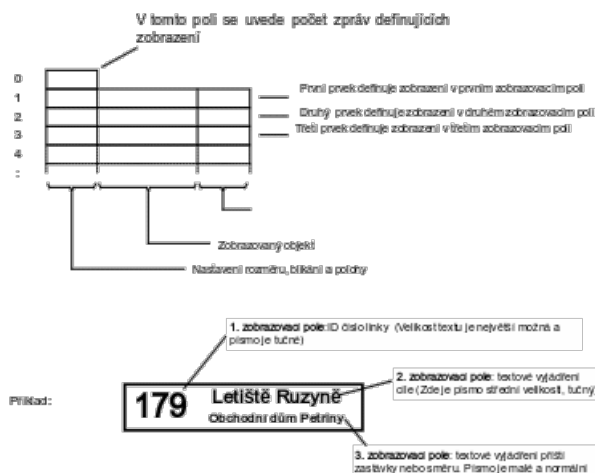 V tomto poli se uvede počet zpráv definujících
zobrazení
0
1
2
3
4
:
První prvek definuje zobrazení v prvním zobrazovacím poli
Druhý prvek definuje zobrazení v druhém zobrazovacím poli
Třetí prvek definuje zobrazení v třetím zobrazovacím poli
Zobrazovaný objekt
Nastavení rozměru, blikání a polohy
1. zobrazovací pole:ID číslo linky (Velikost textu je největší možná a
písmo je tučné)
2. zobrazovací pole: textové vyjádření
cíle (Zde je písmo střední velikosti, tučný)
Příklad:
179
Letiště Ruzyně
Obchodní dům Petřiny
3. zobrazovací pole: textové vyjádření příští
zastávky nebo směru. Písmo je malé a normální